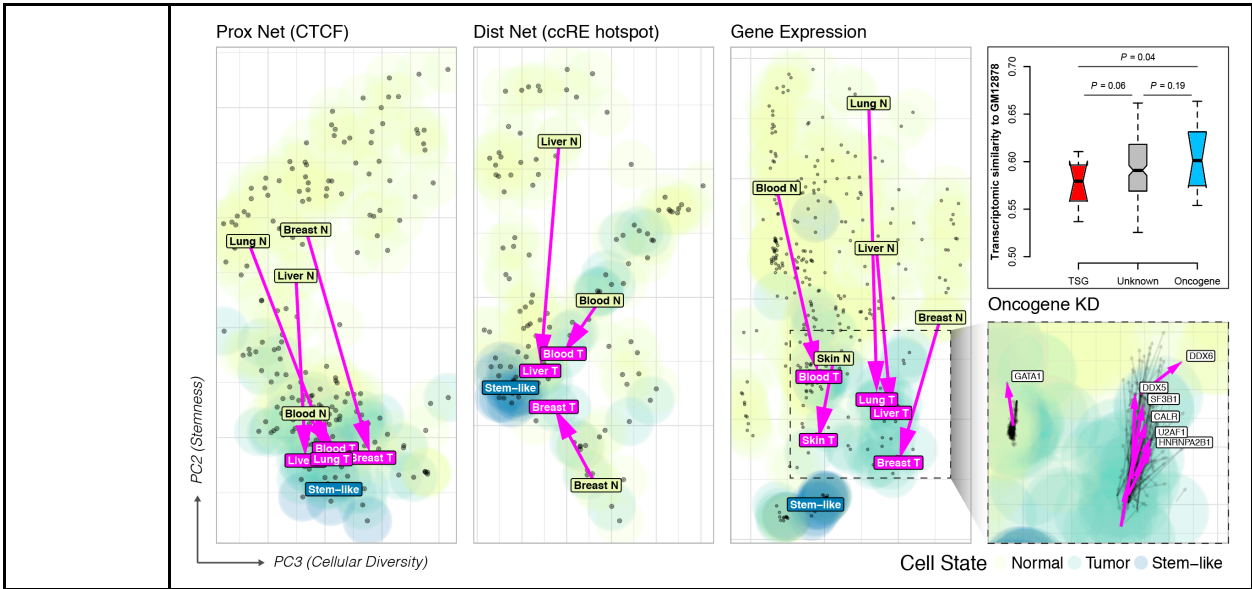 Prox Net (CTCF)
Lung N
Breast N
Liver N
Blood N
Blood T
Live
Lung T
Breast T
Stem–like
Dist Net (ccRE hotspot)
Liver N
Blood N
Blood T
Liver T
Stem–like
Breast T
Breast N
Gene Expression
Lung N
Blood N
Liver N
Breast N
Skin N
Blood T
Lung T
Liver T
Skin T
Breast T
Stem–like
PC2 (Stemness)
PC3 (Cellular Diversity)
Transcriptomic similarity to GM12878
0.70
0.65
0.60
0.55
0.50
P = 0.04
P = 0.06
P = 0.19
TSG
Unknown
Oncogene
Oncogene KD
DDX6
GATA1
DDX5
SF3B1
CALR
U2AF1
HNRNPA2B1
Cell State
Normal
Tumor
Stem–like